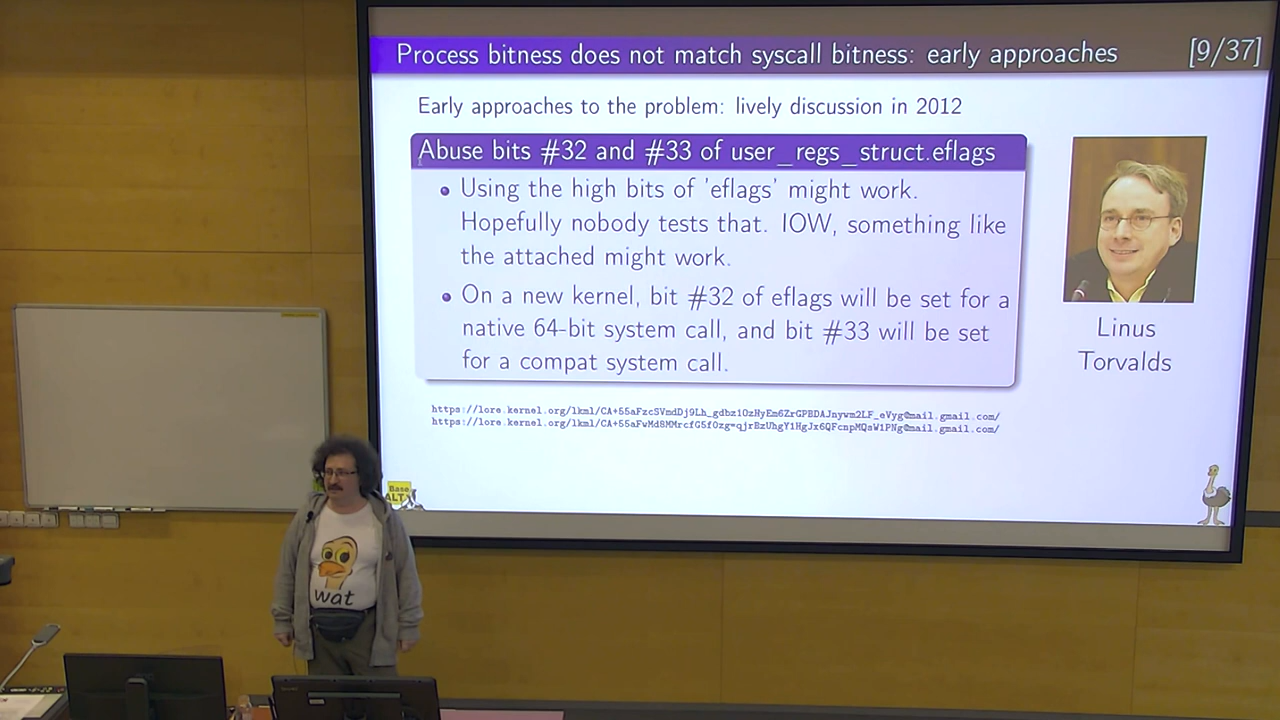 Process bitness does not match syscall bitness: early approaches [9/37]
Early approaches to the problem: lively discussion in 2012
Abuse bits #32 and #33 of user_regs_struct.eflags
Using the high bits of 'eflags' might work.
Hopefully nobody tests that. IOW, something like
the attached might work.
On a new kernel, bit #32 of eflags will be set for a
native 64-bit system call, and bit #33 will be set
for a compat system call.
Linus
Torvalds
Base
ALT
wat